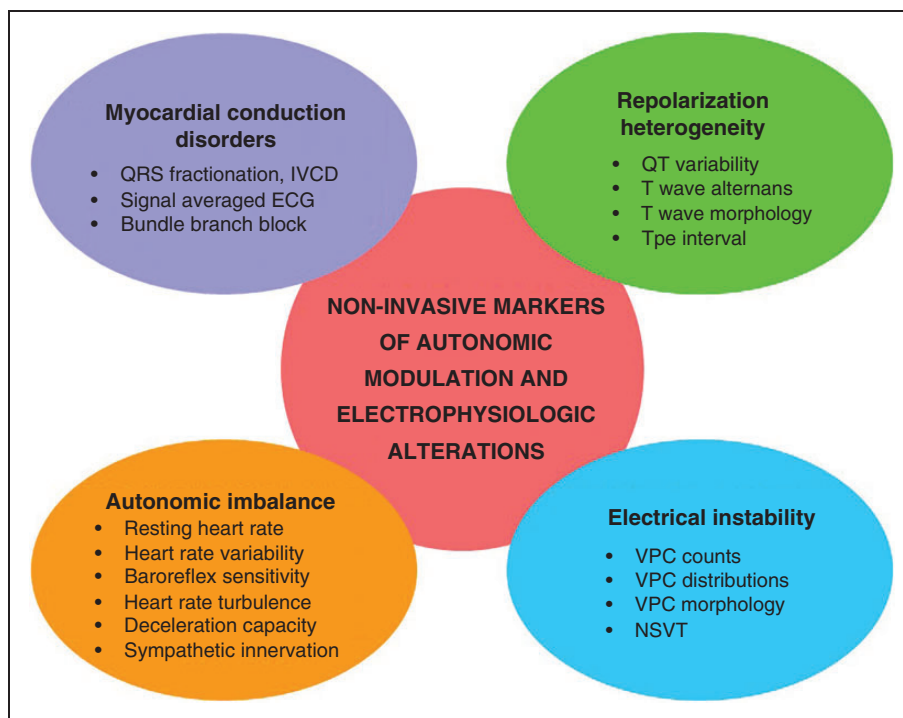 Myocardial conduction
disorders
• QRS fractionation, IVCD
• Signal averaged ECG
• Bundle branch block
Repolarization
heterogeneity
• QT variability
• T wave alternans
• T wave morphology
• Tpe interval
NON-INVASIVE MARKERS
OF AUTONOMIC
MODULATION AND
ELECTROPHYSIOLOGIC
ALTERATIONS
Autonomic imbalance
• Resting heart rate
• Heart rate variability
• Baroreflex sensitivity
• Heart rate turbulence
• Deceleration capacity
• Sympathetic innervation
Electrical instability
• VPC counts
• VPC distributions
• VPC morphology
• NSVT